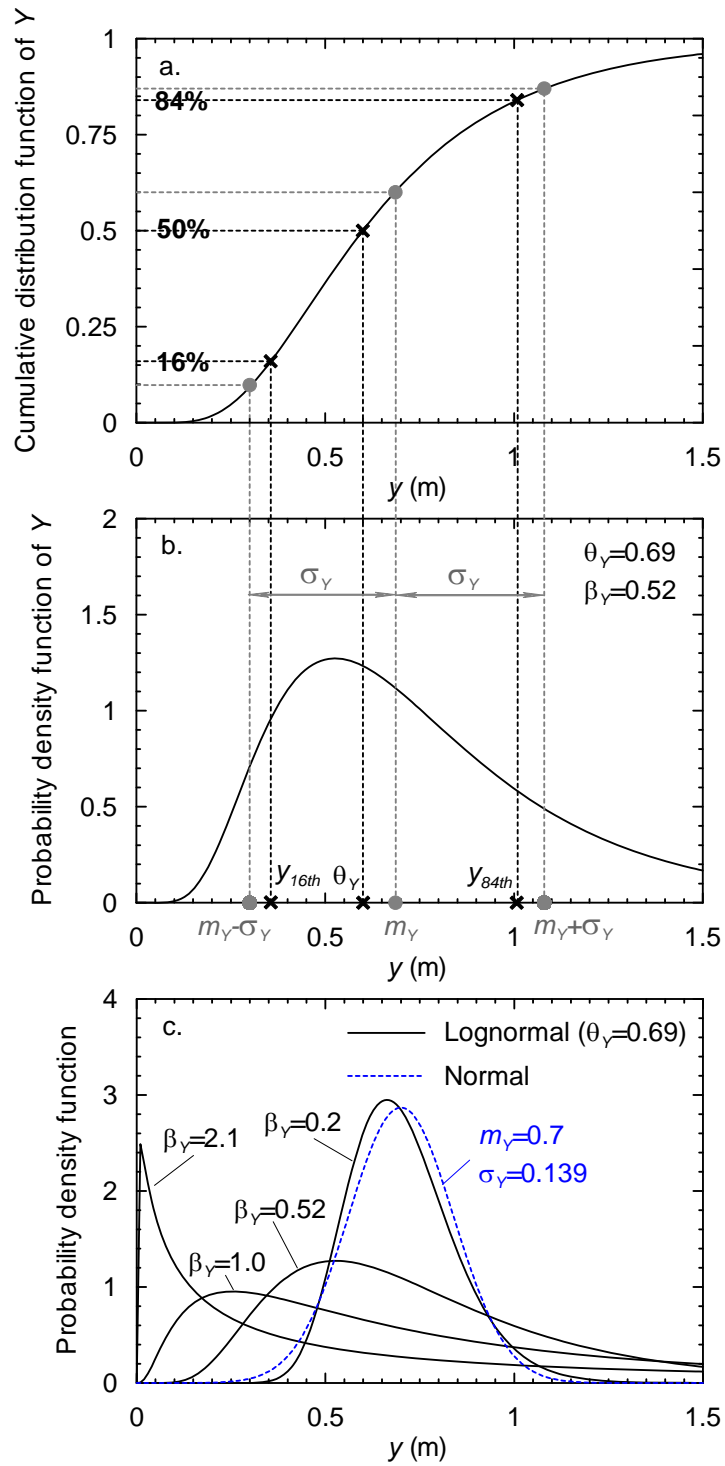 Cumulative distribution function of Y
1
0.75
0.5
0.25
0
a.
84%
50%
16%
0 0.5 1 1.5
y (m)
Probability density function of Y
2
1.5
1
0.5
0
b.
θY=0.69
βY=0.52
σY σY
y16th θY y84th
mY-σY mY mY+σY
0 0.5 1 1.5
y (m)
Probability density function
4
3
2
1
0
c.
Lognormal (θY=0.69)
Normal
βY=0.2
βY=2.1
mY=0.7
σY=0.139
βY=0.52
βY=1.0
0 0.5 1 1.5
y (m)